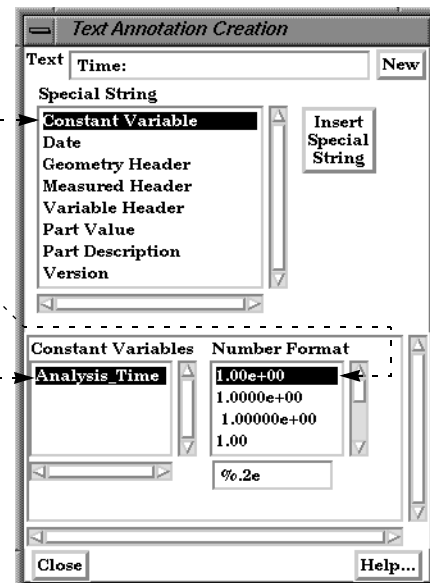 Text Annotation Creation
Text Time: New
Special String
Constant Variable
Date
Geometry Header
Measured Header
Variable Header
Part Value
Part Description
Version
Insert
Special
String
Constant Variables Number Format
Analysis_Time
1.00e+00
1.0000e+00
1.00000e+00
1.00
%.2e
Close Help...